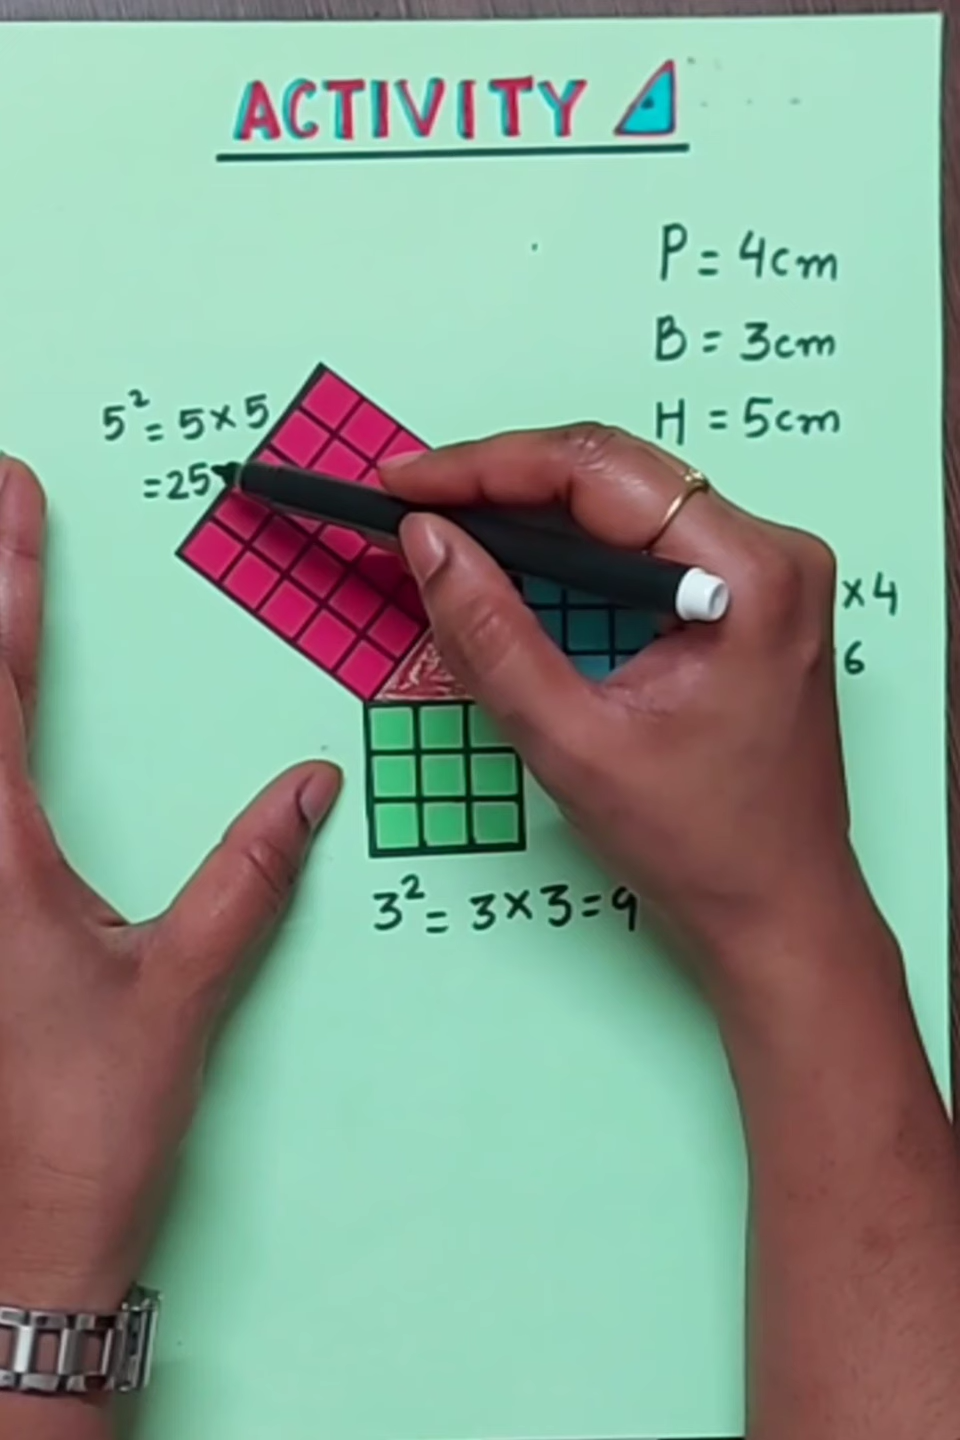 ACTIVITY
P = 4cm
B = 3cm
H = 5cm
5² = 5×5
=25
×4
6
3² = 3×3=9